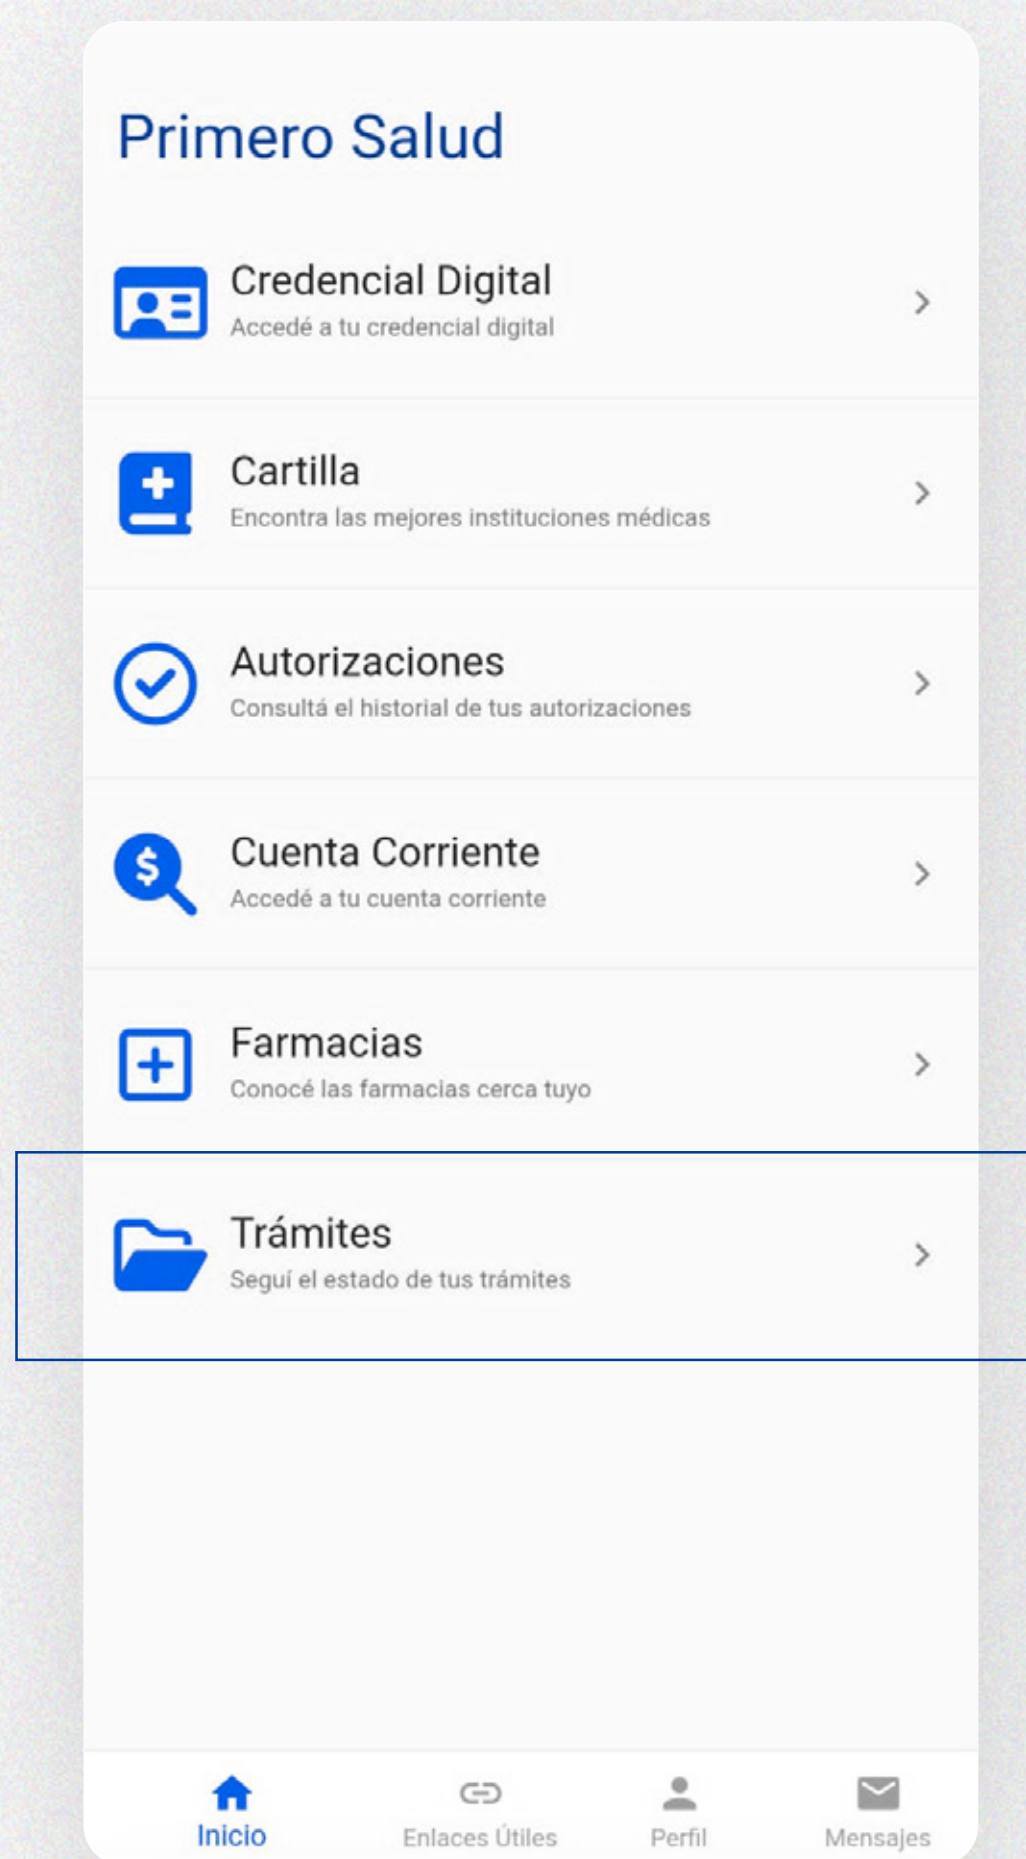 Primero Salud
Credencial Digital
Accedé a tu credencial digital
Cartilla
Encontra las mejores instituciones médicas
Autorizaciones
Consultá el historial de tus autorizaciones
Cuenta Corriente
Accedé a tu cuenta corriente
Farmacias
Conocé las farmacias cerca tuyo
Trámites
Seguí el estado de tus trámites
Inicio
Enlaces Útiles
Perfil
Mensajes